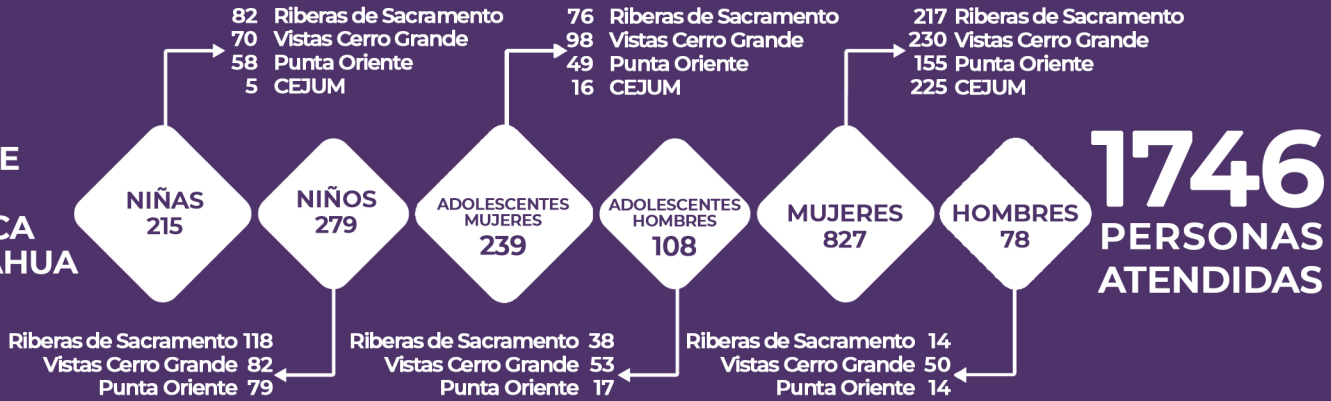 82 Riberas de Sacramento
70 Vistas Cerro Grande
58 Punta Oriente
5 CEJUM
76 Riberas de Sacramento
98 Vistas Cerro Grande
49 Punta Oriente
16 CEJUM
217 Riberas de Sacramento
230 Vistas Cerro Grande
155 Punta Oriente
225 CEJUM
E
CA
AHUA
NIÑAS
215
NIÑOS
279
ADOLESCENTES
MUJERES
239
ADOLESCENTES
HOMBRES
108
MUJERES
827
HOMBRES
78
1746
PERSONAS
ATENDIDAS
Riberas de Sacramento 118
Vistas Cerro Grande 82
Punta Oriente 79
Riberas de Sacramento 38
Vistas Cerro Grande 53
Punta Oriente 17
Riberas de Sacramento 14
Vistas Cerro Grande 50
Punta Oriente 14